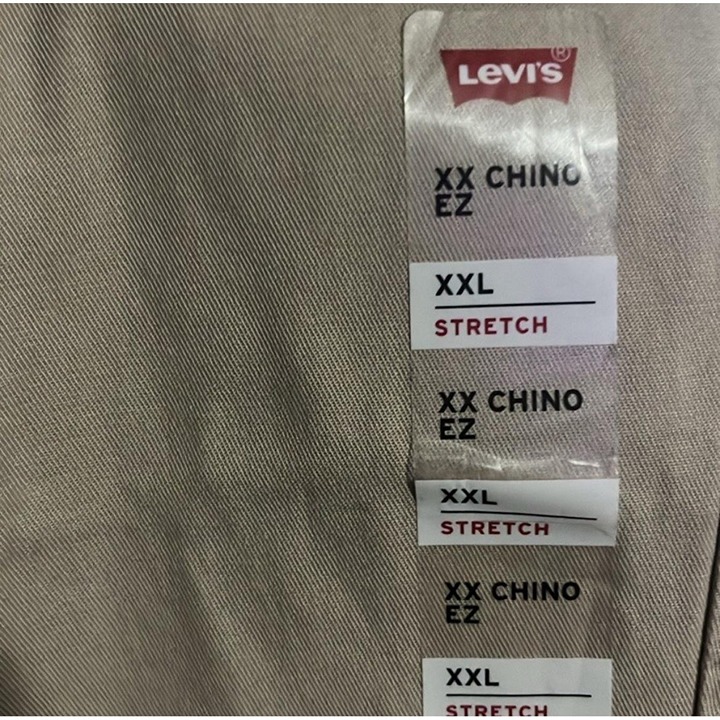 LEVI'S®
XX CHINO
EZ
XXL
STRETCH
XX CHINO
EZ
XXL
STRETCH
XX CHINO
EZ
XXL
STRETCH